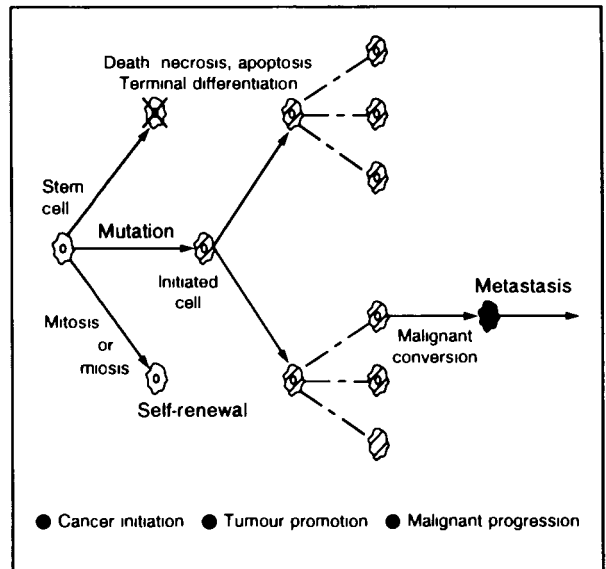 Death necrosis, apoptosis
Terminal differentiation
Stem
cell
Mutation
Initiated
cell
Mitosis
or
miosis
Self-renewal
Metastasis
Malignant
conversion
● Cancer initiation ● Tumour promotion ● Malignant progression